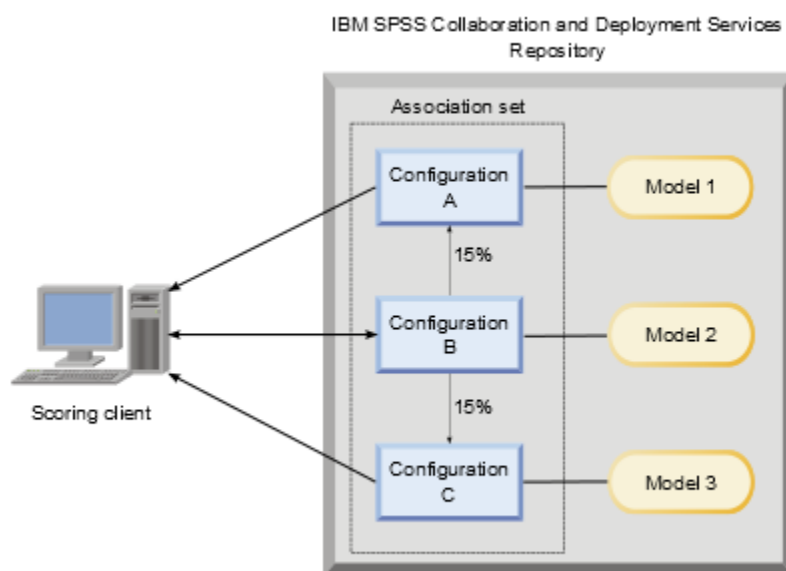 IBM SPSS Collaboration and Deployment Services
Repository
Association set
Configuration
A
Model 1
15%
Configuration
B
Model 2
Scoring client
15%
Configuration
C
Model 3